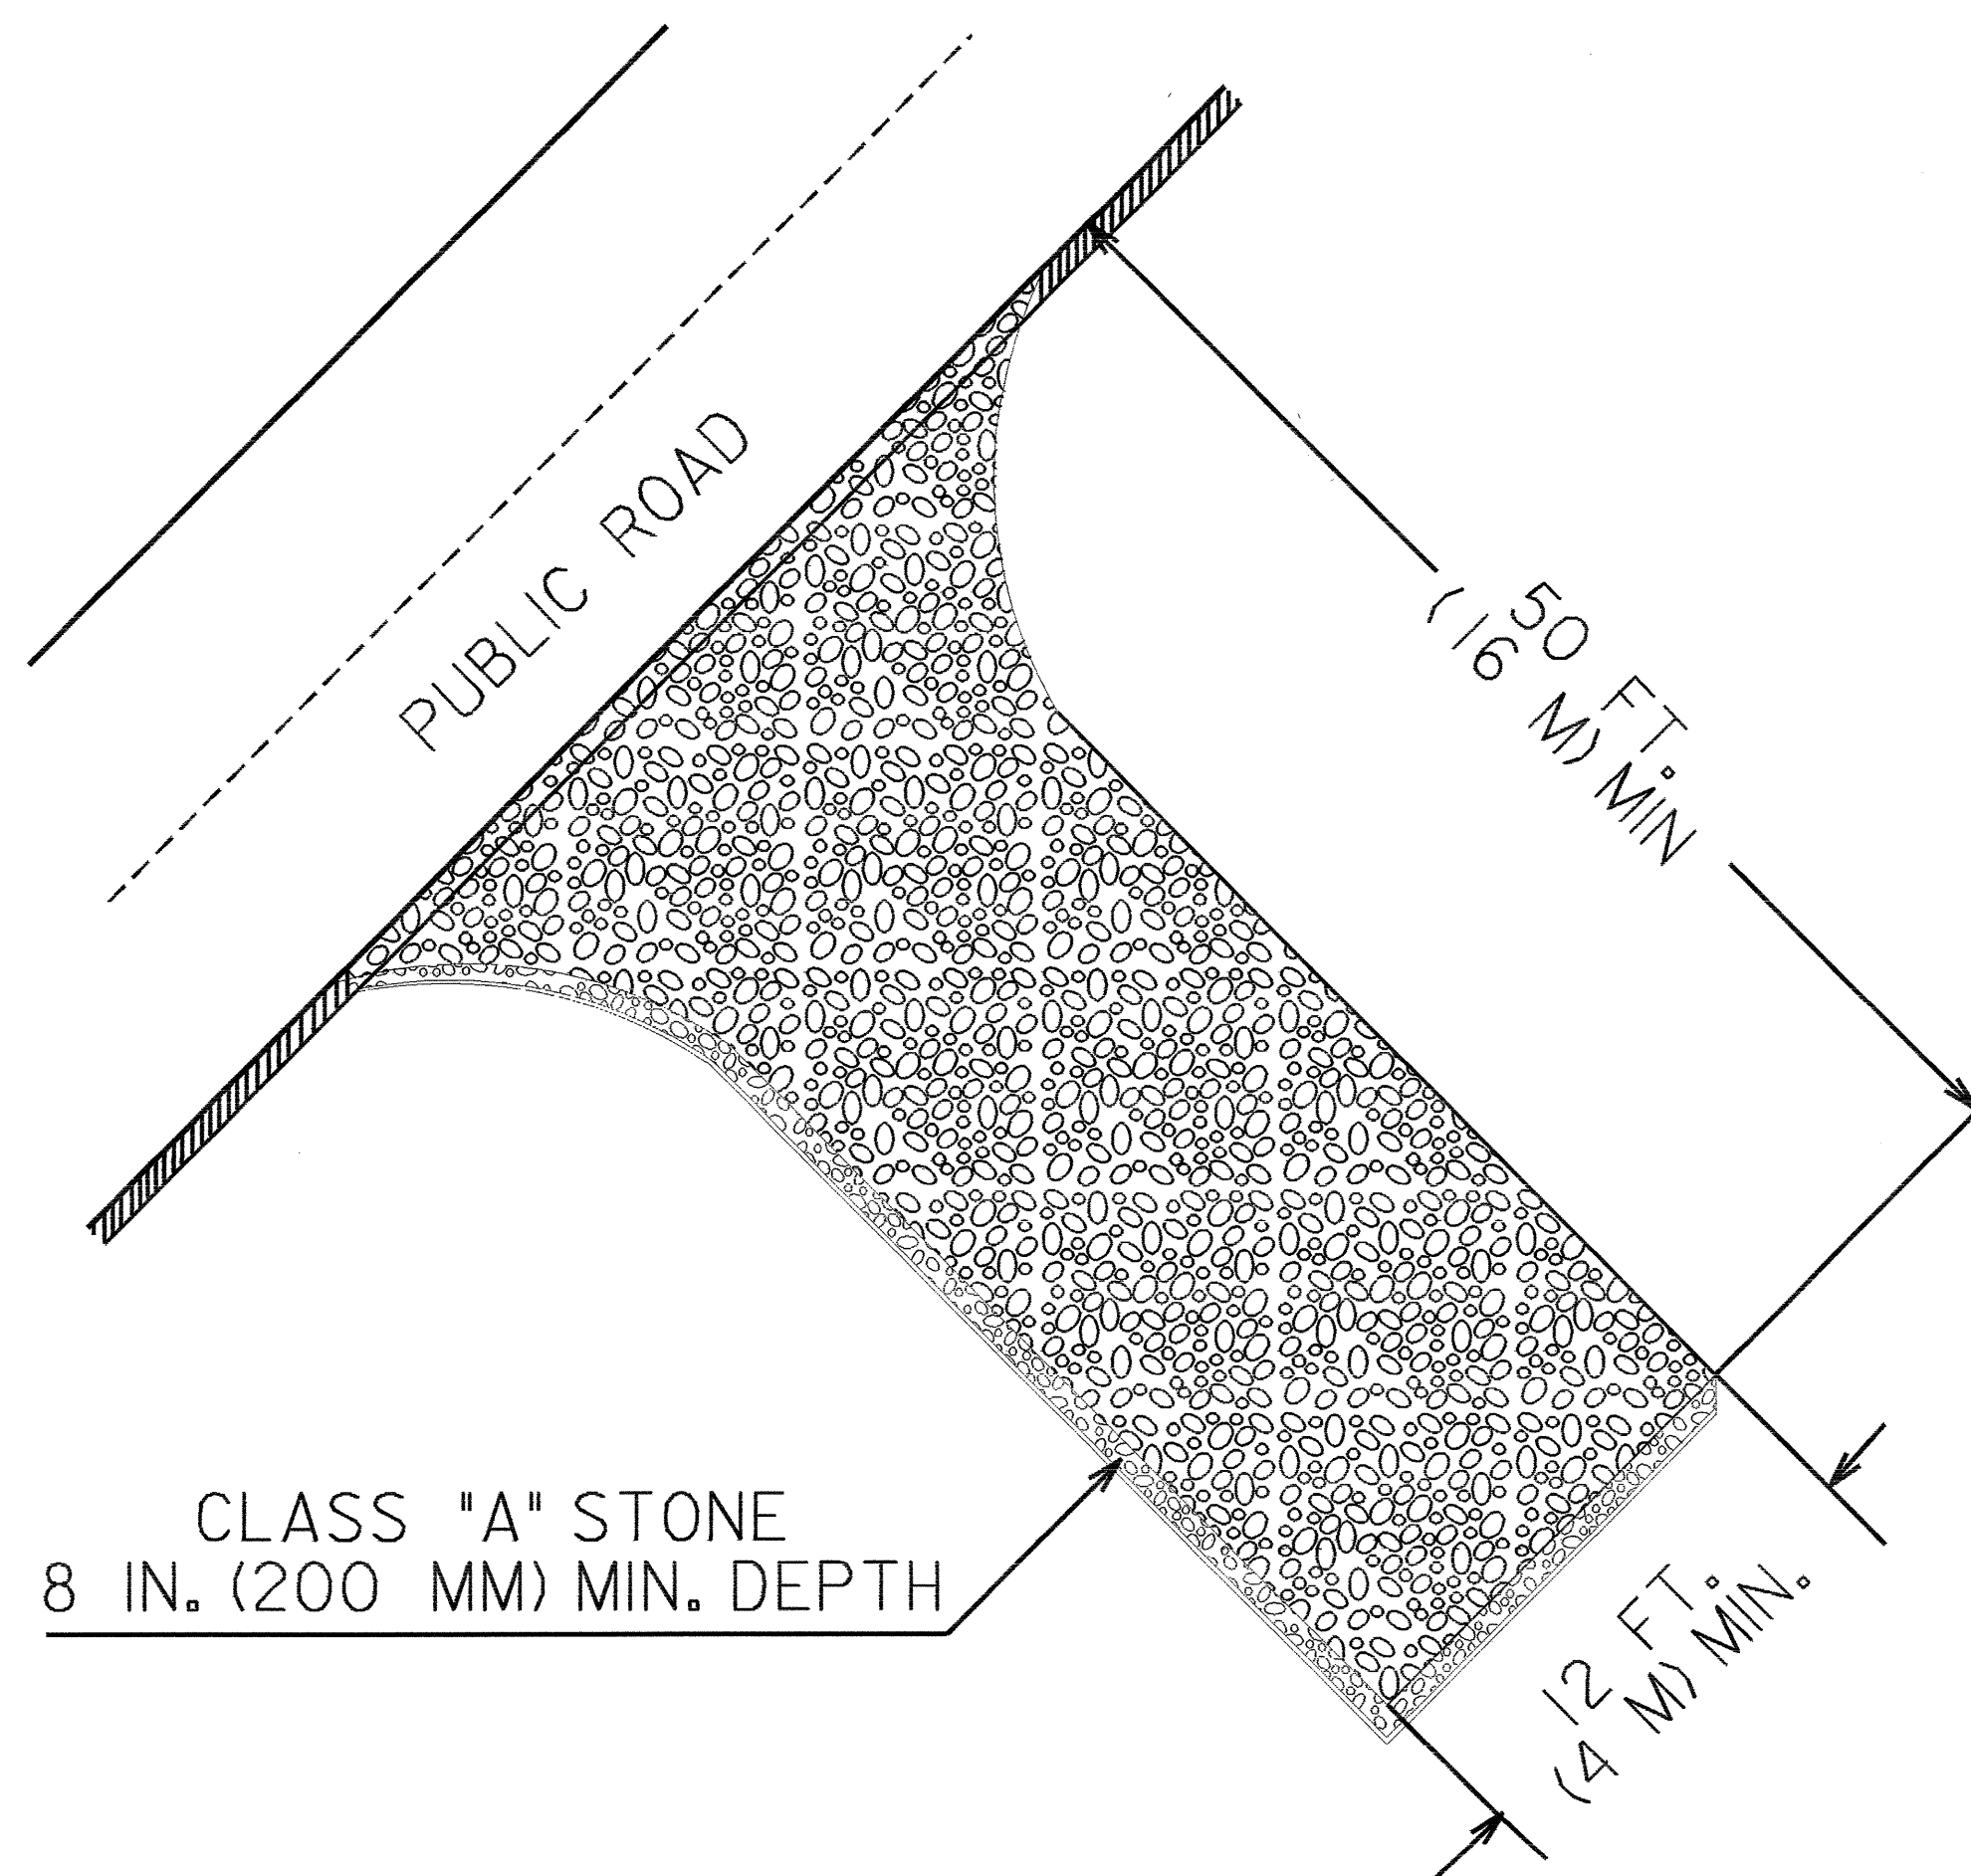 PUBLIC ROAD
50 FT.
(16 M) MIN
CLASS "A" STONE
8 IN. (200 MM) MIN. DEPTH
12 FT.
(4 M) MIN.